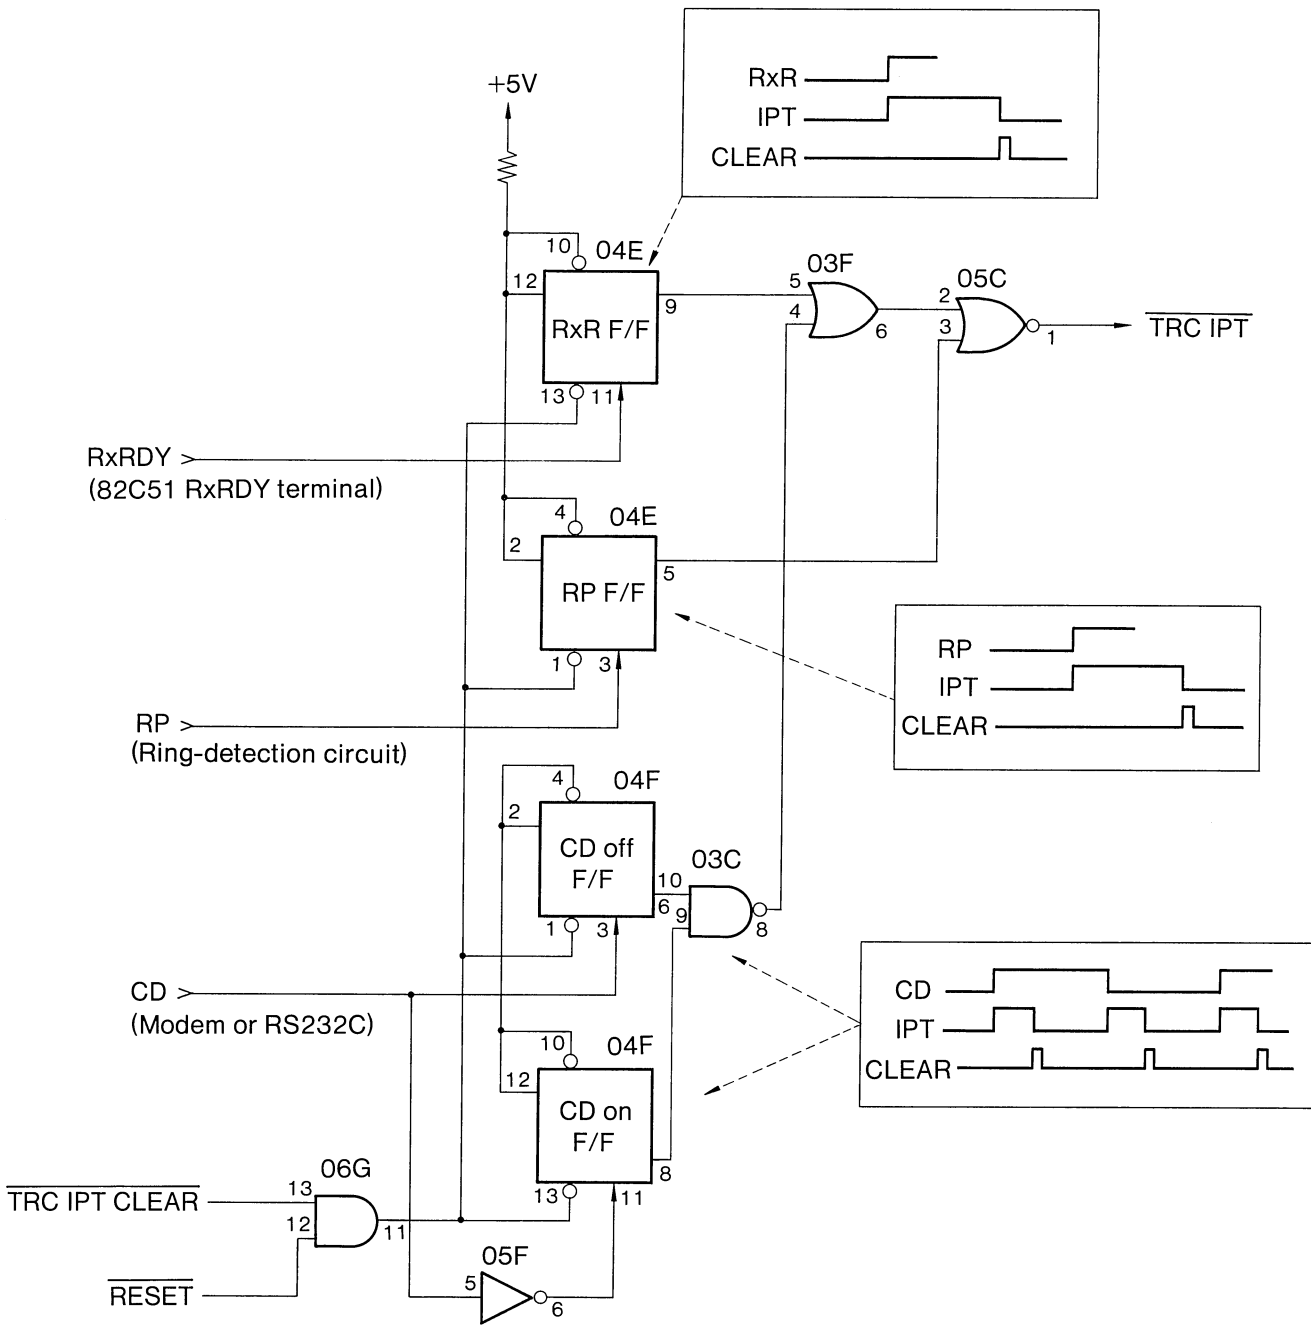 RxR
IPT
CLEAR
+5V
10
04E
12
RxR F/F
9
13
11
5
03F
4
6
05C
2
3
1
TRC IPT
RxRDY
(82C51 RxRDY terminal)
4
04E
2
RP F/F
5
1
3
RP
(Ring-detection circuit)
RP
IPT
CLEAR
4
04F
2
CD off
F/F
10
6
1
3
03C
9
8
CD
(Modem or RS232C)
CD
IPT
CLEAR
10
04F
12
CD on
F/F
8
13
11
06G
TRC IPT CLEAR
13
12
11
RESET
05F
5
6